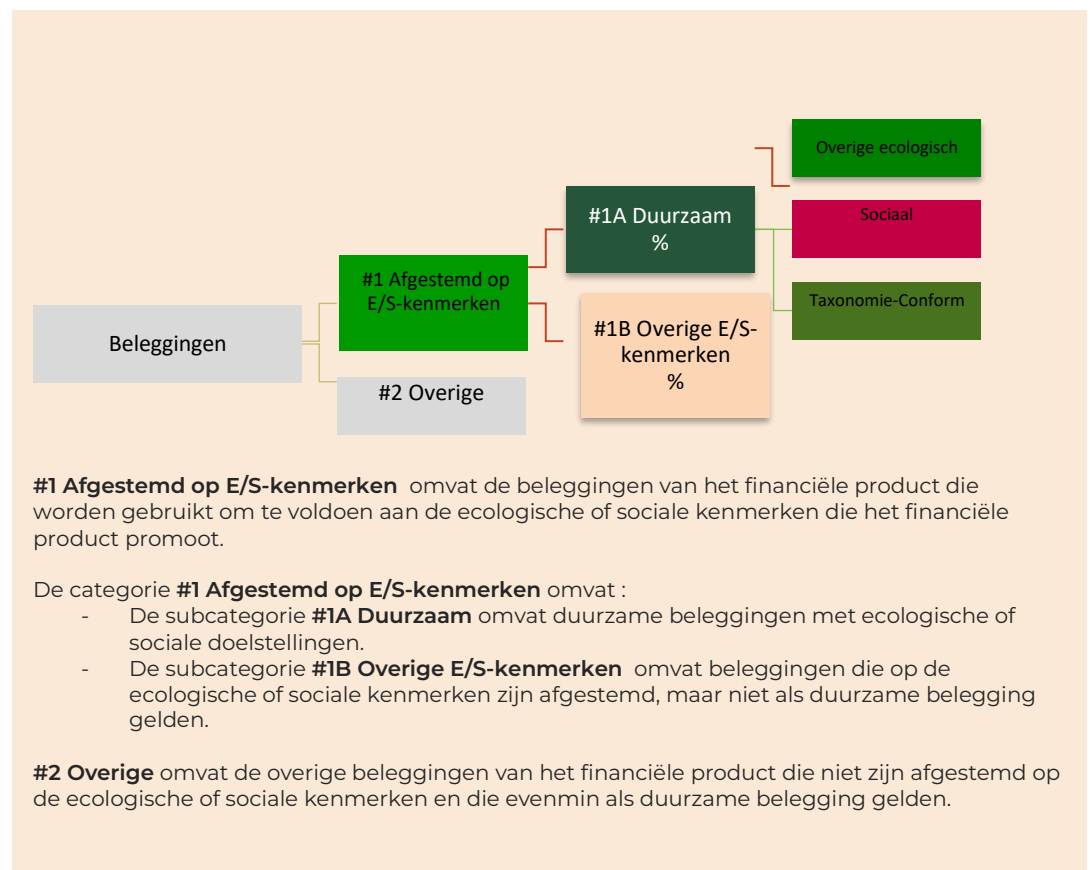 Overige ecologisch
#1A Duurzaam
%
Sociaal
#1 Afgestemd op
E/S-kenmerken
Taxonomie-Conform
Beleggingen
#1B Overige E/S-
kenmerken
%
#2 Overige
#1 Afgestemd op E/S-kenmerken omvat de beleggingen van het financiële product die
worden gebruikt om te voldoen aan de ecologische of sociale kenmerken die het financiële
product promoot.
De categorie #1 Afgestemd op E/S-kenmerken omvat :
- De subcategorie #1A Duurzaam omvat duurzame beleggingen met ecologische of
sociale doelstellingen.
- De subcategorie #1B Overige E/S-kenmerken omvat beleggingen die op de
ecologische of sociale kenmerken zijn afgestemd, maar niet als duurzame belegging
gelden.
#2 Overige omvat de overige beleggingen van het financiële product die niet zijn afgestemd op
de ecologische of sociale kenmerken en die evenmin als duurzame belegging gelden.